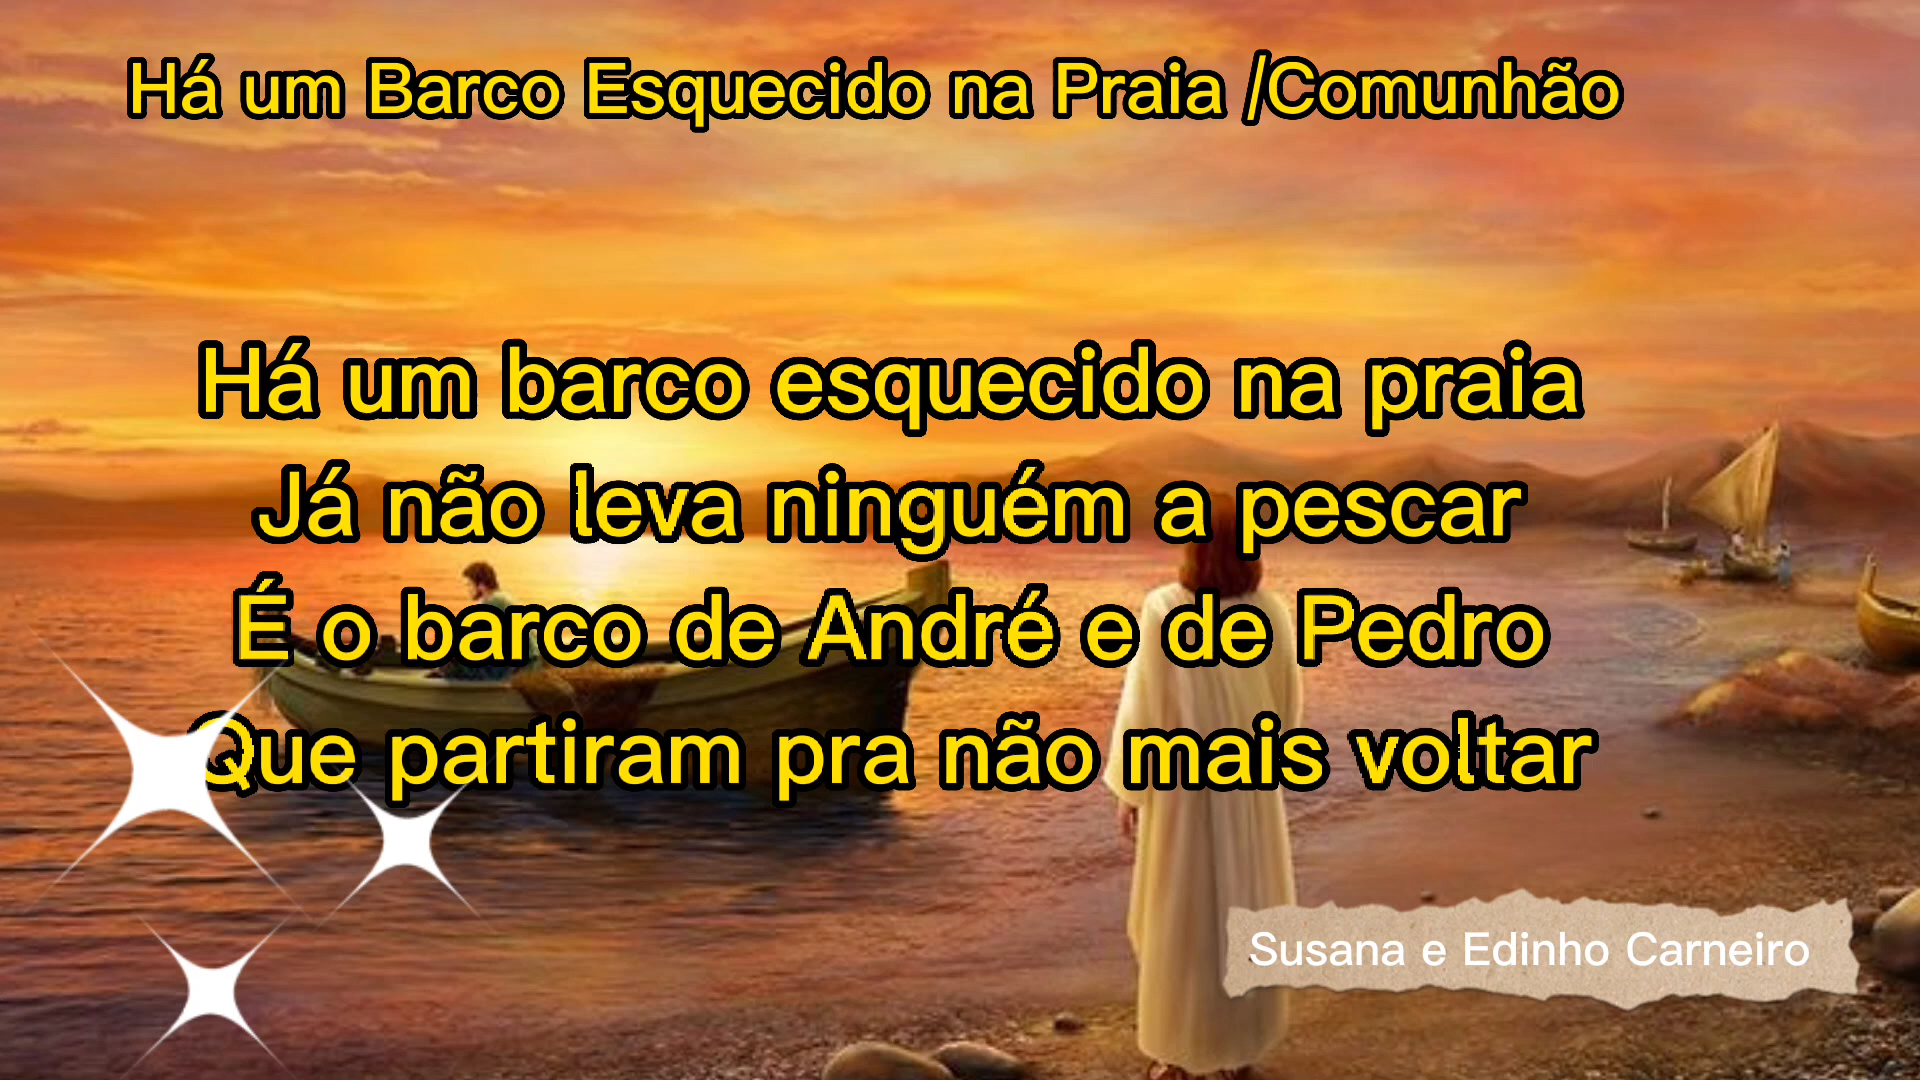 Há um Barco Esquecido na Praia /Comunhão
Há um barco esquecido na praia
Já não leva ninguém a pescar
É o barco de André e de Pedro
Que partiram pra não mais voltar
Susana e Edinho Carneiro